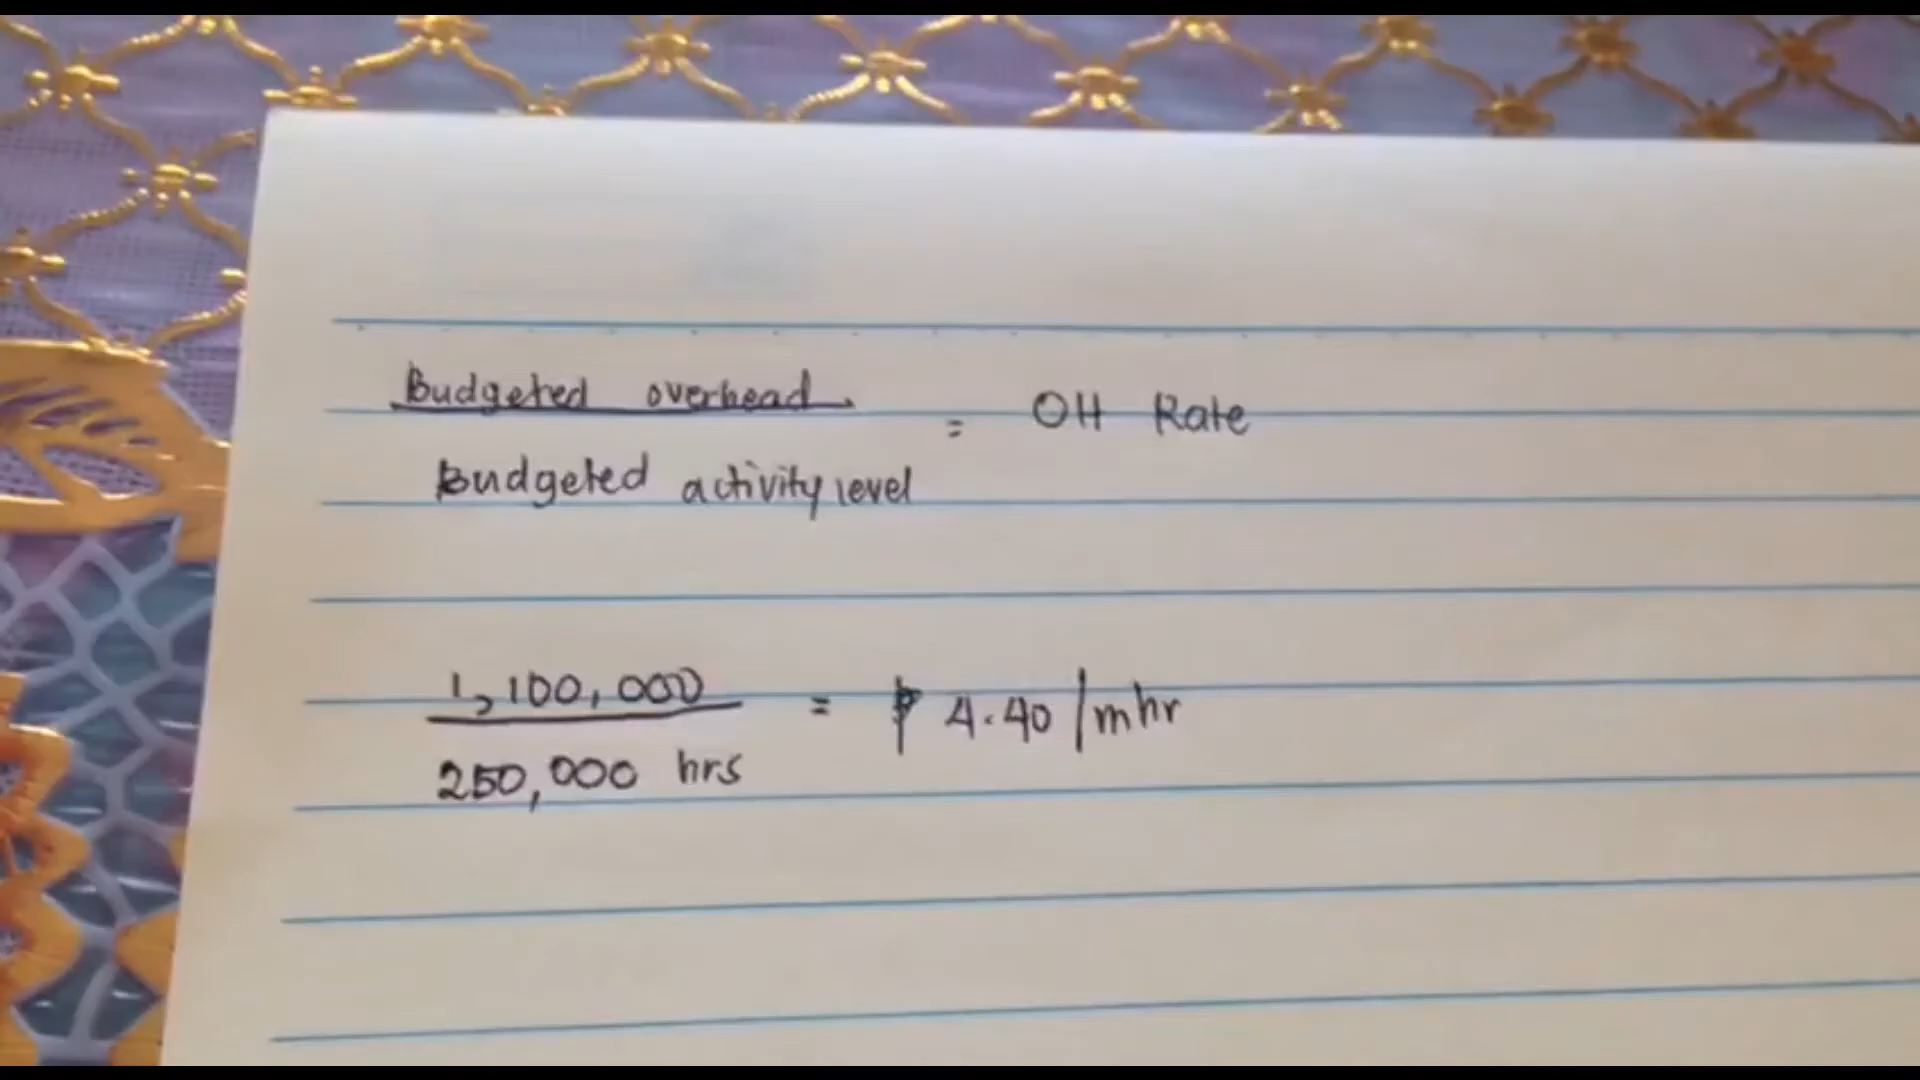 Budgeted overhead
= OH Rate
Budgeted activity level
1,100,000
= ₱ 4.40 /mhr
250,000 hrs